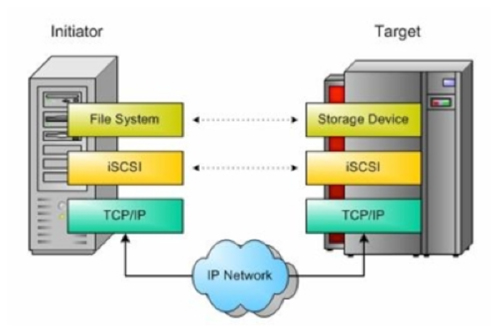 Initiator
Target
File System
Storage Device
iSCSI
iSCSI
TCP/IP
TCP/IP
IP Network